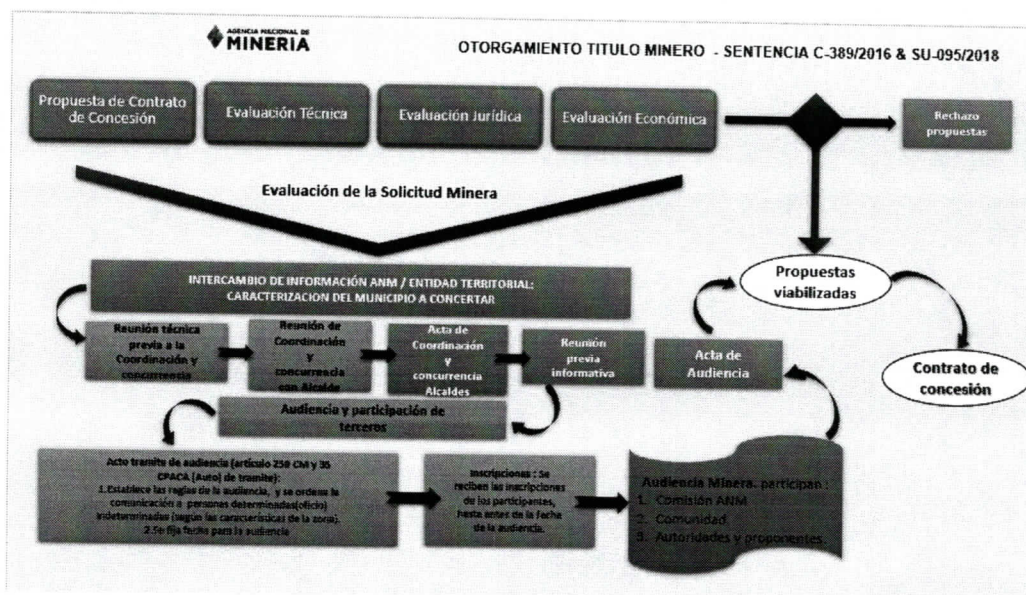 AGENCIA NACIONAL DE
MINERIA
OTORGAMIENTO TITULO MINERO - SENTENCIA C-389/2016 & SU-095/2018
Propuesta de Contrato
de Concesión
Evaluación Técnica
Evaluación Jurídica
Evaluación Económica
Rechazo
propuestas
Evaluación de la Solicitud Minera
INTERCAMBIO DE INFORMACIÓN ANM / ENTIDAD TERRITORIAL:
CARACTERIZACION DEL MUNICIPIO A CONCERTAR
Propuestas
viabilizadas
Reunión técnica
previa a la
Coordinación y
concurrencia
Reunión de
Coordinación
y
concurrencia
con Alcalde
Acta de
Coordinación
y
concurrencia
Alcaldes
Reunión
previa
informativa
Acta de
Audiencia
Contrato de
concesión
Audiencia y participación de
terceros
Acto tramite de audiencia (artículo 259 CM y 35
CPACA (Auto) de tramite):
1.Establece las reglas de la audiencia, y se ordena la
comunicación a personas determinadas(oficio)
indeterminadas (según las características de la zona).
2.Se fija fecha para la audiencia
Inscripciones : Se
reciben las inscripciones
de los participantes,
hasta antes de la fecha
de la audiencia.
Audiencia Minera. participan :
1. Comisión ANM
2. Comunidad
3. Autoridades y proponentes.